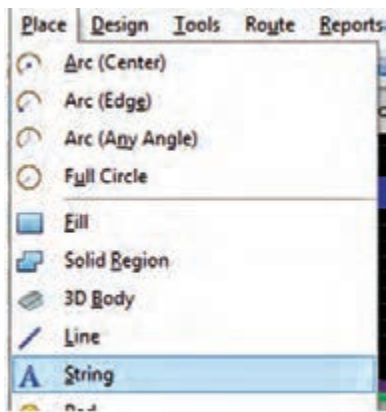 Place Design Tools Route Reports
Arc (Center)
Arc (Edge)
Arc (Any Angle)
Full Circle
Fill
Solid Region
3D Body
Line
String